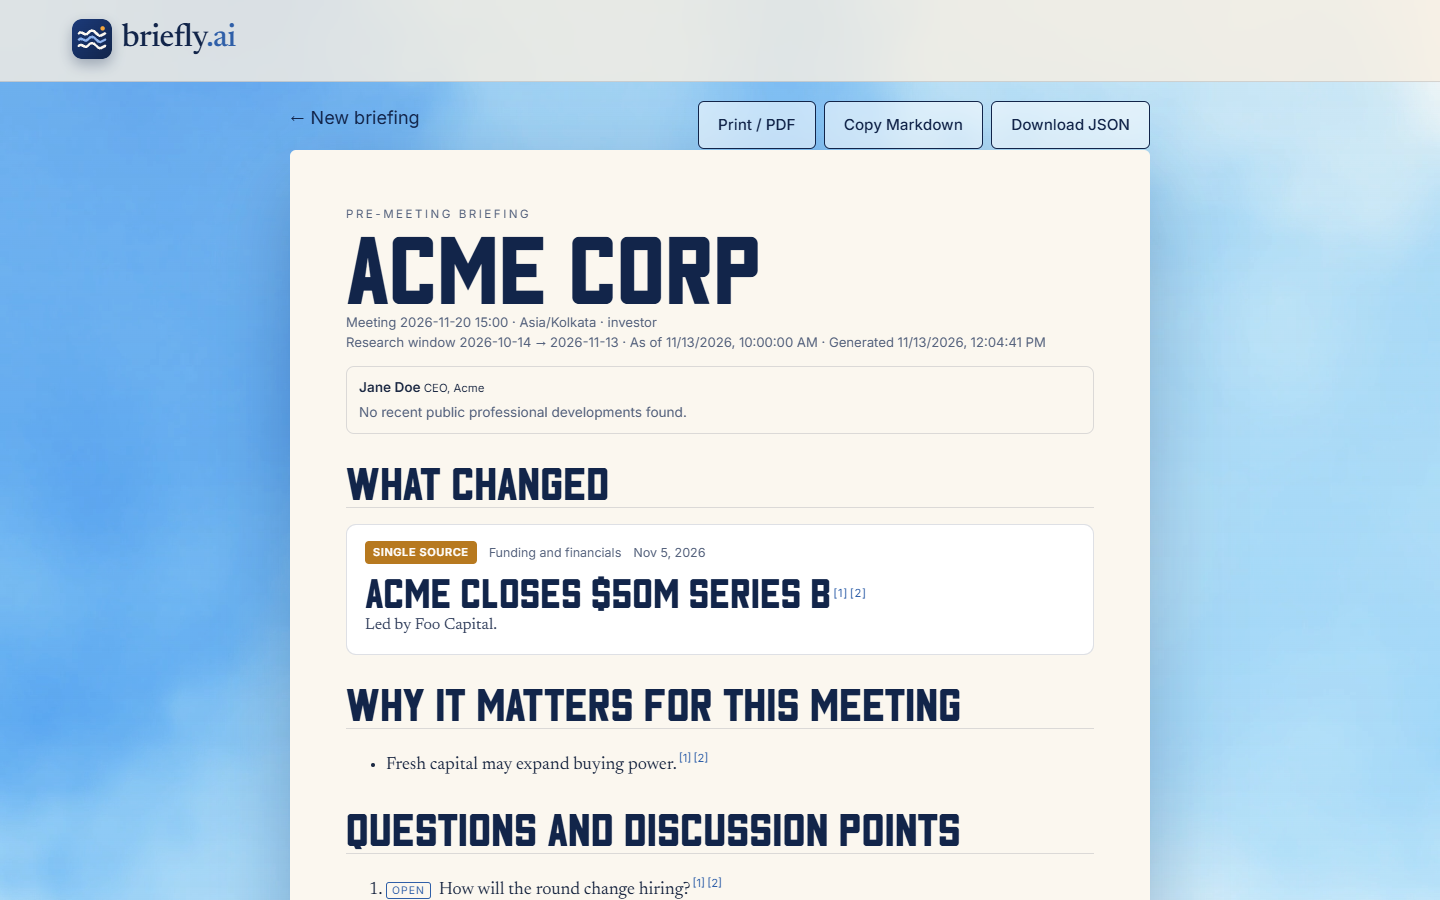 briefly.ai
← New briefing
Print / PDF
Copy Markdown
Download JSON
PRE-MEETING BRIEFING
ACME CORP
Meeting 2026-11-20 15:00 · Asia/Kolkata · investor
Research window 2026-10-14 → 2026-11-13 · As of 11/13/2026, 10:00:00 AM · Generated 11/13/2026, 12:04:41 PM
Jane Doe CEO, Acme
No recent public professional developments found.
WHAT CHANGED
SINGLE SOURCE Funding and financials Nov 5, 2026
ACME CLOSES $50M SERIES B [1] [2]
Led by Foo Capital.
WHY IT MATTERS FOR THIS MEETING
• Fresh capital may expand buying power. [1] [2]
QUESTIONS AND DISCUSSION POINTS
1. OPEN How will the round change hiring? [1] [2]